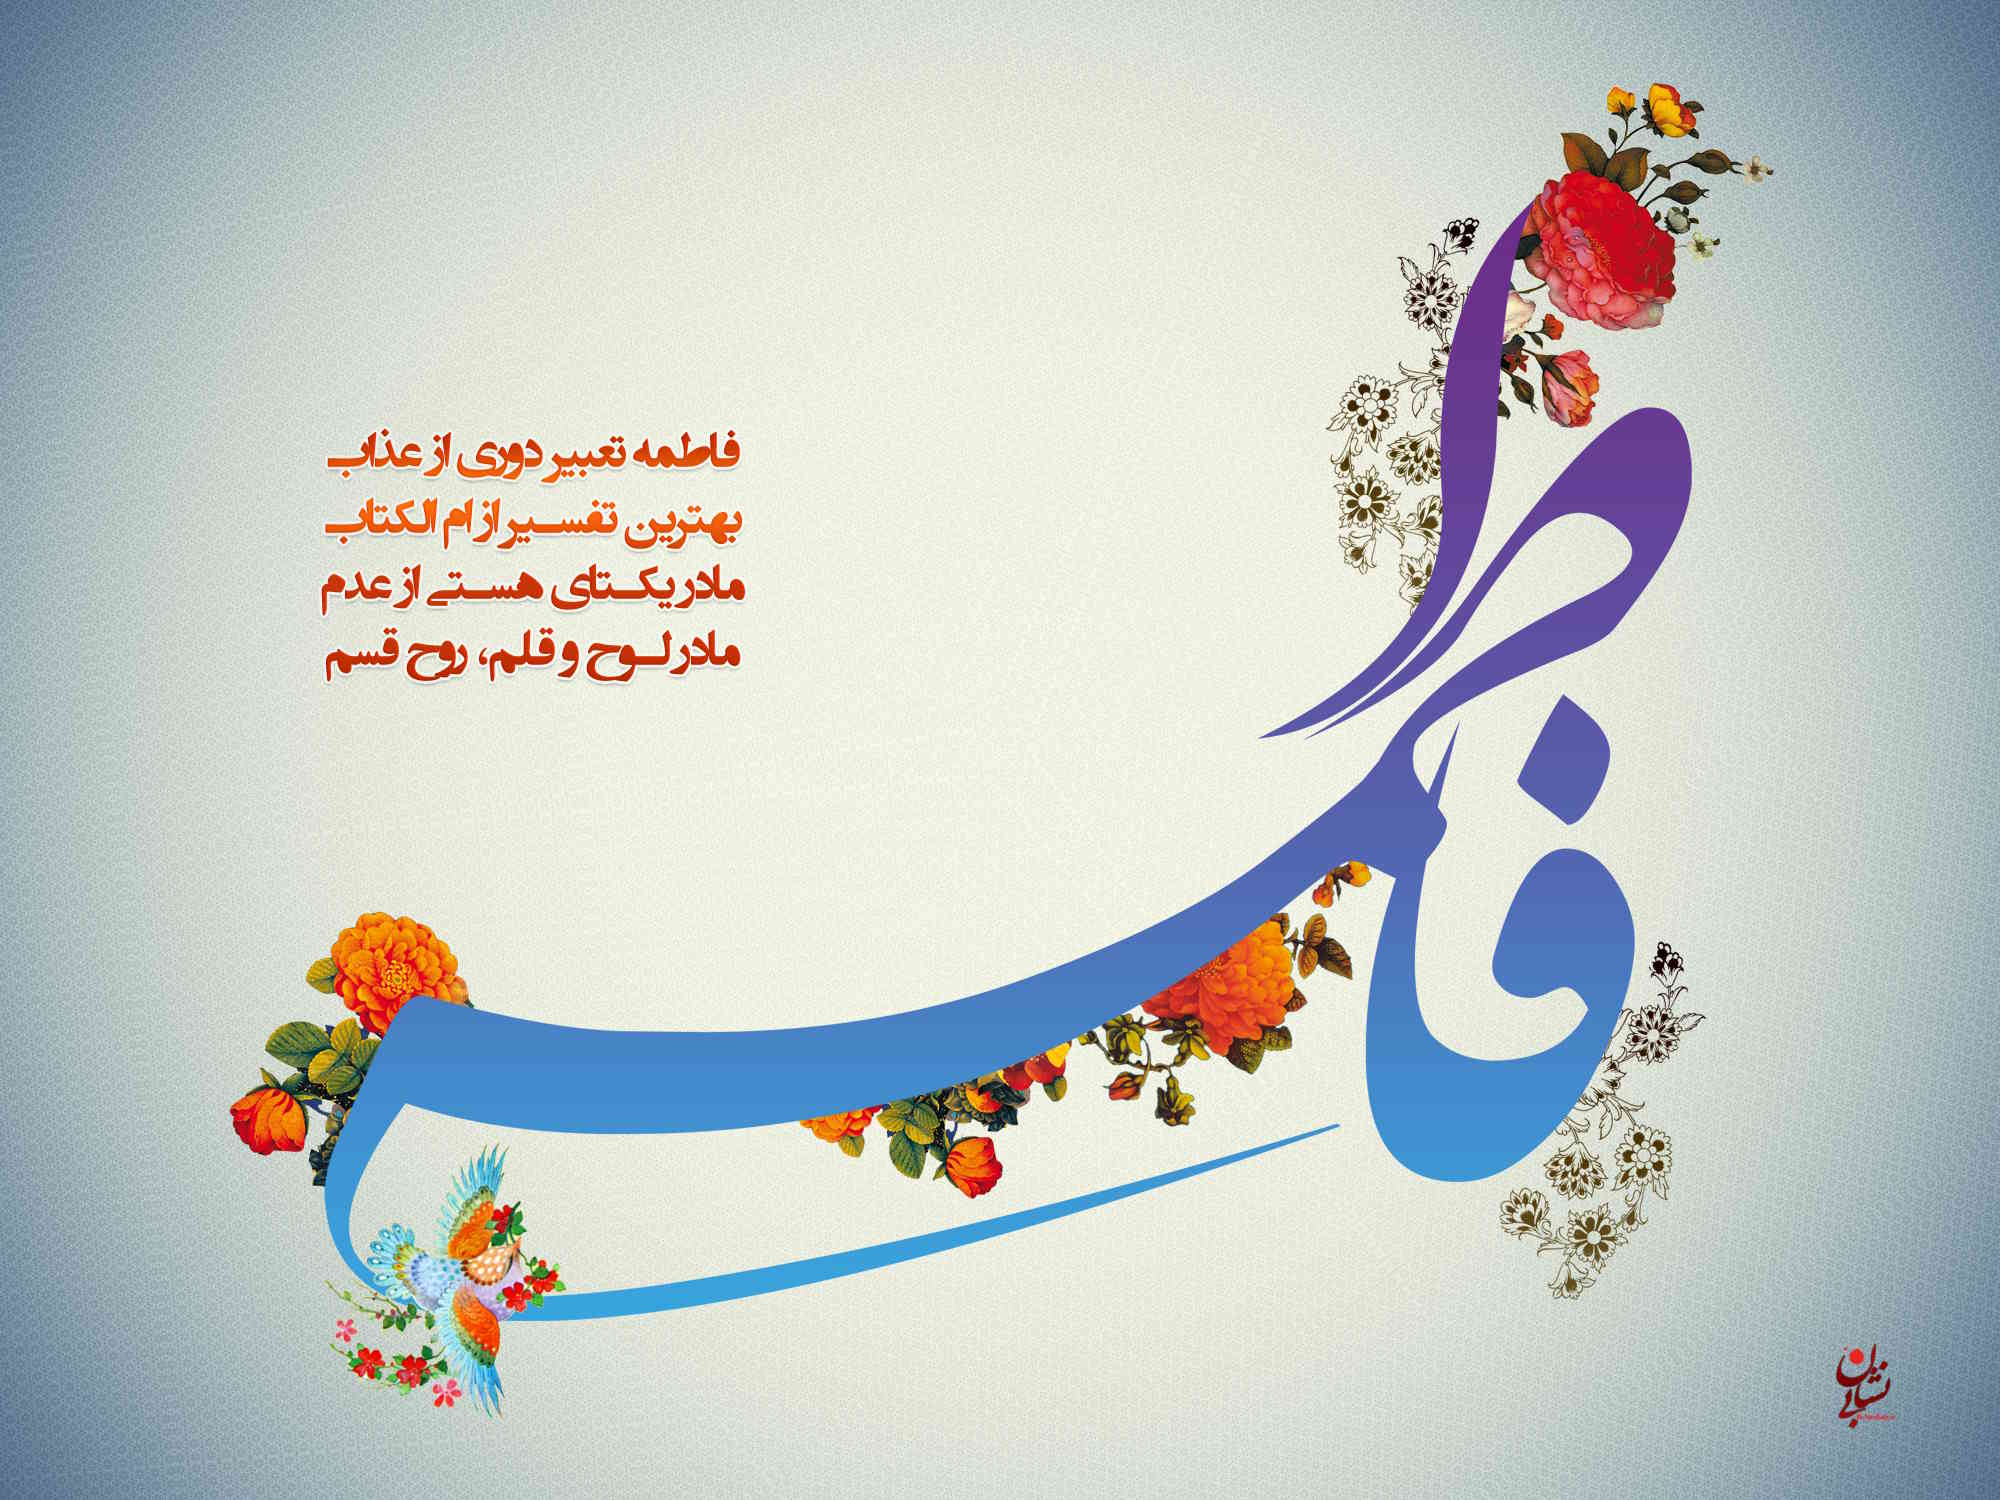 فاطمه
فاطمه تعبیر دوری از عذاب
بهترین تفسیر از ام الکتاب
مادر یکتای هستی از عدم
مادر لوح و قلم، روح قسم